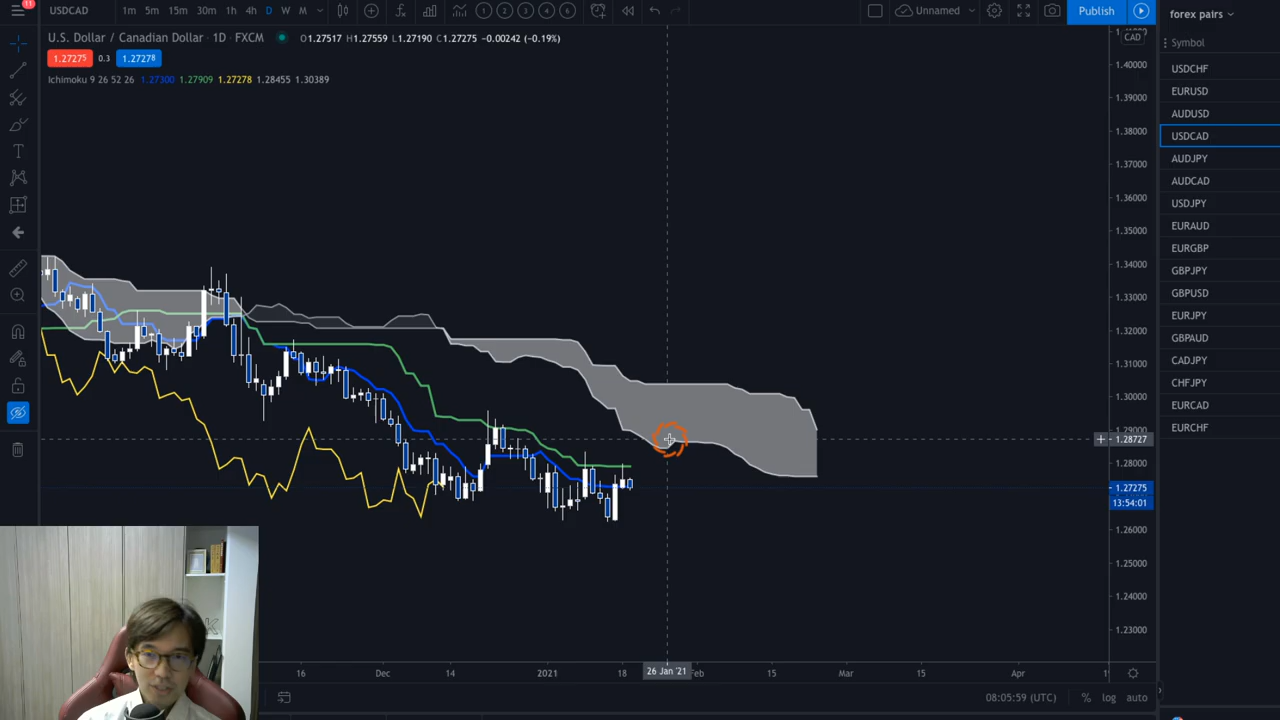 11
USDCAD
1m 5m 15m 30m 1h 4h D W M
1 2 3 4 6
Unnamed
Publish
forex pairs
U.S. Dollar / Canadian Dollar · 1D · FXCM
O1.27517 H1.27559 L1.27190 C1.27275 −0.00242 (−0.19%)
1.27275 0.3 1.27278
Ichimoku 9 26 52 26 1.27300 1.27909 1.27278 1.28455 1.30389
CAD
1.40000
1.39000
1.38000
1.37000
1.36000
1.35000
1.34000
1.33000
1.32000
1.31000
1.30000
1.29000
1.28727
1.28000
1.27275
13:54:01
1.26000
1.25000
1.24000
1.23000
Symbol
USDCHF
EURUSD
AUDUSD
USDCAD
AUDJPY
AUDCAD
USDJPY
EURAUD
EURGBP
GBPJPY
GBPUSD
EURJPY
GBPAUD
CADJPY
CHFJPY
EURCAD
EURCHF
16 Dec 14 2021 18 26 Jan '21 Feb 15 Mar Apr
08:05:59 (UTC) % log auto